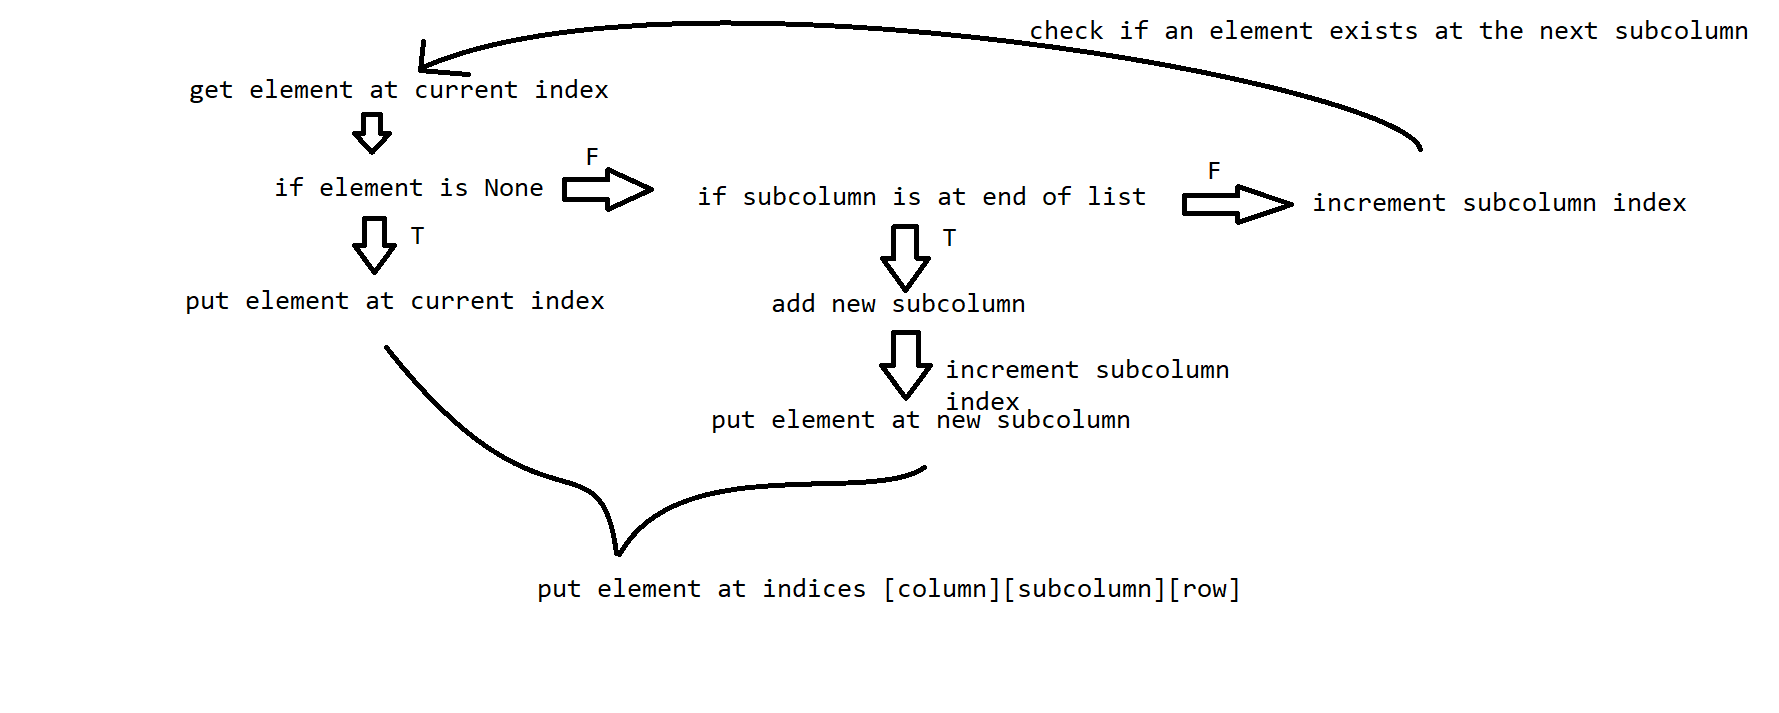 check if an element exists at the next subcolumn
get element at current index
F
F
if element is None
if subcolumn is at end of list
increment subcolumn index
T
T
put element at current index
add new subcolumn
increment subcolumn
index
put element at new subcolumn
put element at indices [column][subcolumn][row]